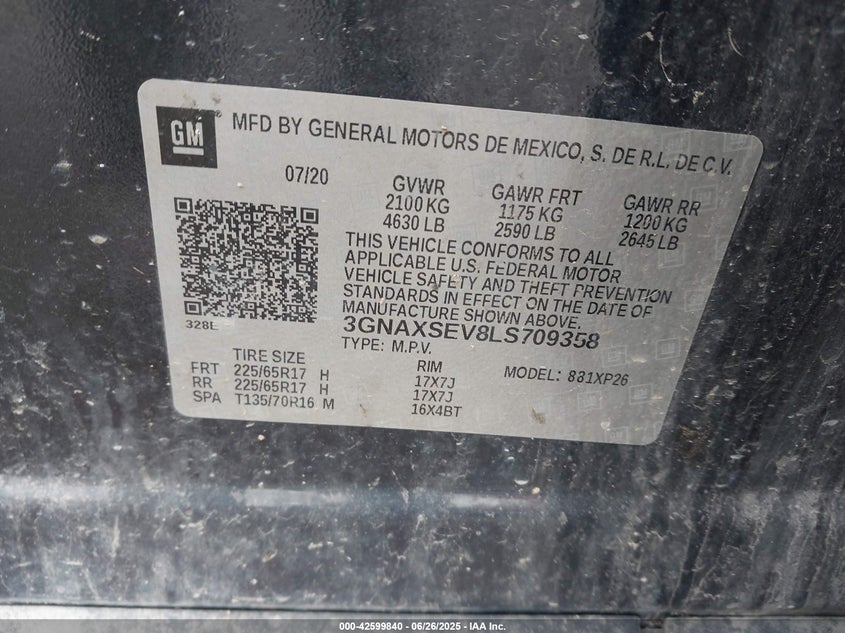 GM
MFD BY GENERAL MOTORS DE MEXICO, S. DE R.L. DE C.V.
07/20
GVWR GAWR FRT GAWR RR
2100 KG 1175 KG 1200 KG
4630 LB 2590 LB 2645 LB
THIS VEHICLE CONFORMS TO ALL
APPLICABLE U.S. FEDERAL MOTOR
VEHICLE SAFETY AND THEFT PREVENTION
STANDARDS IN EFFECT ON THE DATE OF
MANUFACTURE SHOWN ABOVE.
328E
3GNAXSEV8LS709358
TYPE: M.P.V.
TIRE SIZE RIM MODEL: 881XP26
FRT 225/65R17 H 17X7J
RR 225/65R17 H 17X7J
SPA T135/70R16 M 16X4BT
000-42599840 - 06/26/2025 - IAA Inc.